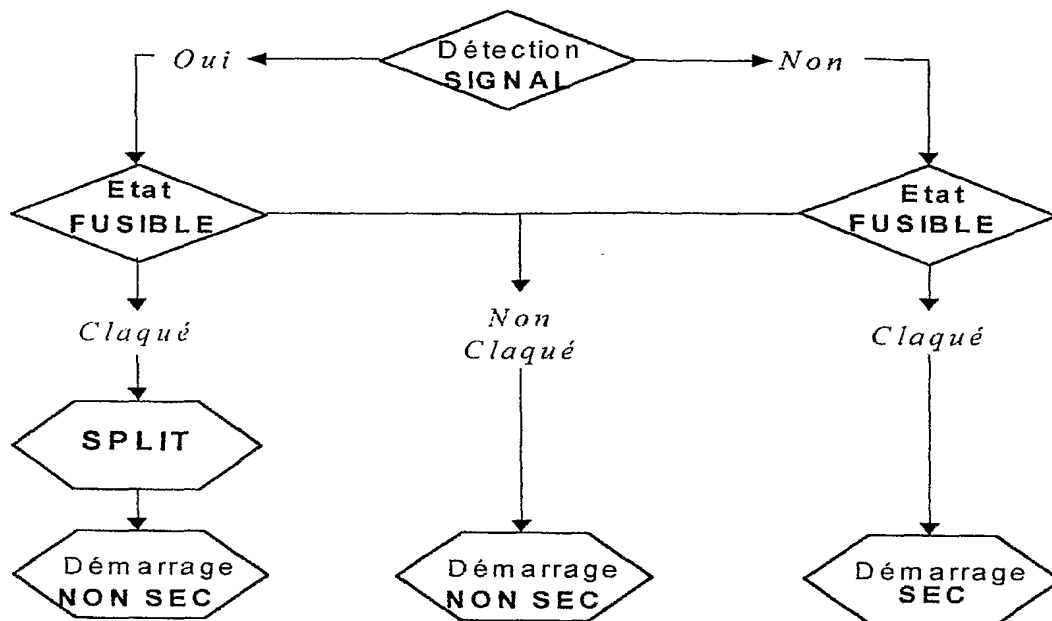 Détection
SIGNAL
Oui
Non
Etat
FUSIBLE
Etat
FUSIBLE
Claqué
Non
Claqué
Claqué
SPLIT
Démarrage
NON SEC
Démarrage
NON SEC
Démarrage
SEC